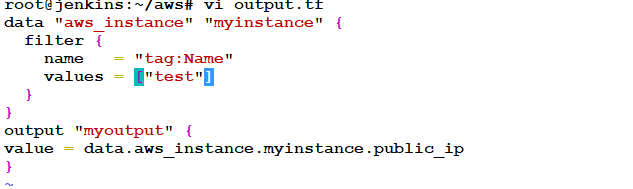 root@jenkins:~/aws# vi output.tf
data "aws_instance" "myinstance" {
  filter {
    name   = "tag:Name"
    values = ["test"]
  }
}
output "myoutput" {
value = data.aws_instance.myinstance.public_ip
}
~